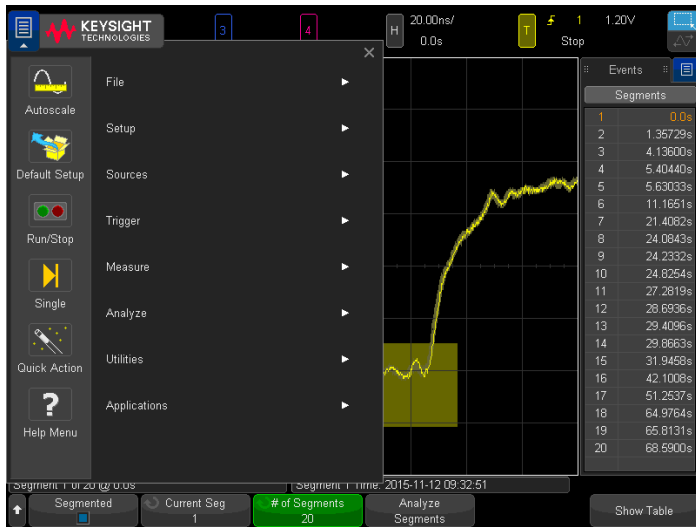 KEYSIGHT
TECHNOLOGIES
3
4
H
20.00ns/
0.0s
T
1
1.20V
Stop
File
Setup
Sources
Trigger
Measure
Analyze
Utilities
Applications
Autoscale
Default Setup
Run/Stop
Single
Quick Action
?
Help Menu
Events
Segments
1 0.0s
2 1.35729s
3 4.13600s
4 5.40440s
5 5.63033s
6 11.1651s
7 21.4082s
8 24.0843s
9 24.2332s
10 24.8254s
11 27.2819s
12 28.6936s
13 29.4096s
14 29.8663s
15 31.9458s
16 42.1008s
17 51.2537s
18 64.9764s
19 65.8131s
20 68.5900s
Segment 1 of 20 @ 0.0s
Segment 1 Time: 2015-11-12 09:32:51
Segmented
Current Seg
1
# of Segments
20
Analyze
Segments
Show Table